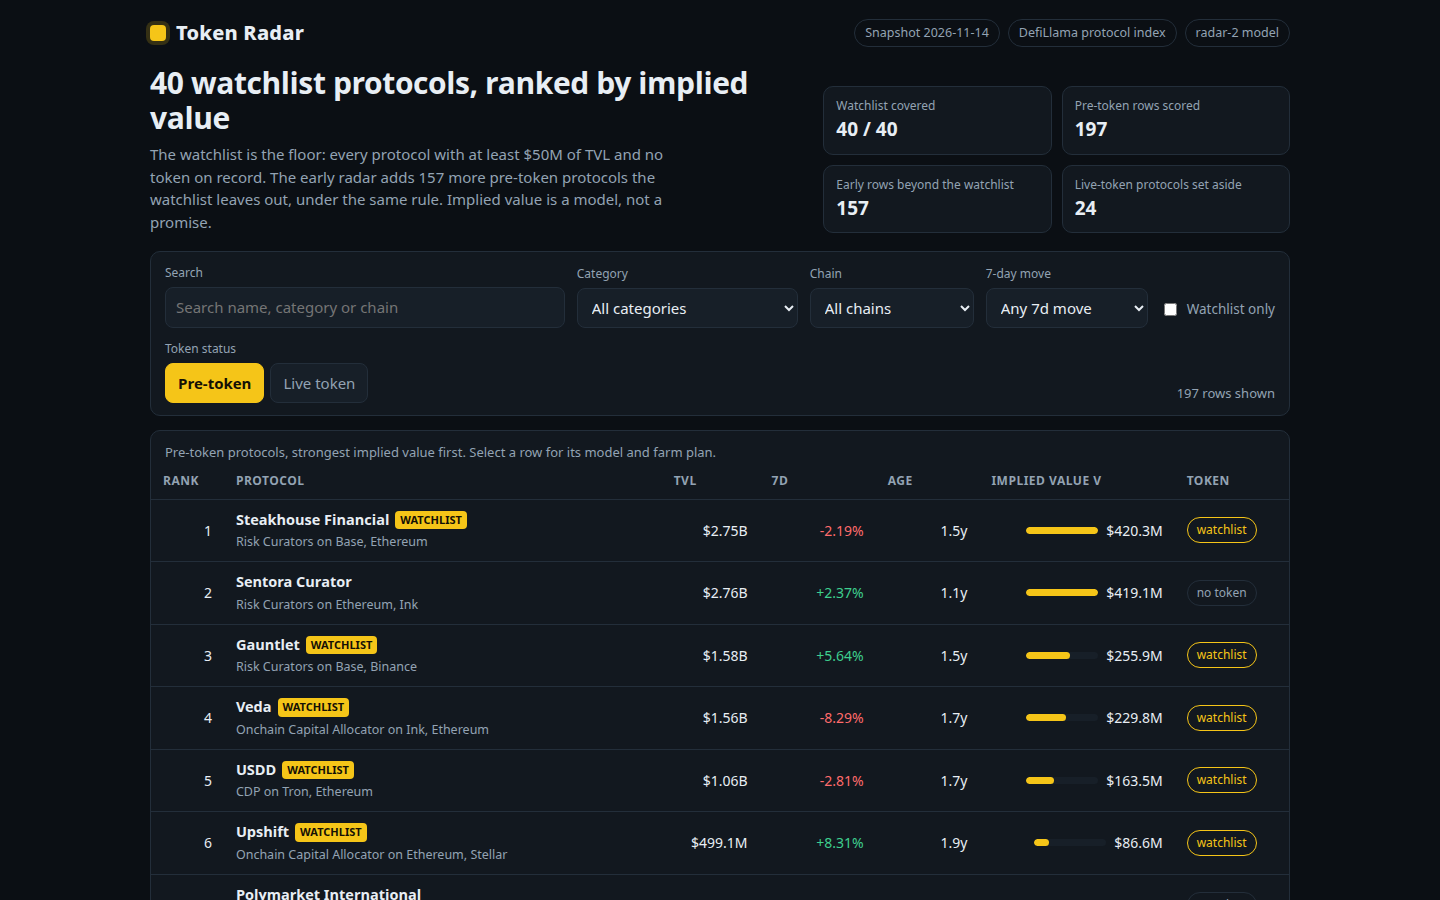 Token Radar
Snapshot 2026-11-14
DefiLlama protocol index
radar-2 model
40 watchlist protocols, ranked by implied
value
The watchlist is the floor: every protocol with at least $50M of TVL and no
token on record. The early radar adds 157 more pre-token protocols the
watchlist leaves out, under the same rule. Implied value is a model, not a
promise.
Watchlist covered
40 / 40
Pre-token rows scored
197
Early rows beyond the watchlist
157
Live-token protocols set aside
24
Search
Search name, category or chain
Category
All categories
Chain
All chains
7-day move
Any 7d move
Watchlist only
Token status
Pre-token
Live token
197 rows shown
Pre-token protocols, strongest implied value first. Select a row for its model and farm plan.
RANK PROTOCOL TVL 7D AGE IMPLIED VALUE V TOKEN
1 Steakhouse Financial WATCHLIST $2.75B -2.19% 1.5y $420.3M watchlist
Risk Curators on Base, Ethereum
2 Sentora Curator $2.76B +2.37% 1.1y $419.1M no token
Risk Curators on Ethereum, Ink
3 Gauntlet WATCHLIST $1.58B +5.64% 1.5y $255.9M watchlist
Risk Curators on Base, Binance
4 Veda WATCHLIST $1.56B -8.29% 1.7y $229.8M watchlist
Onchain Capital Allocator on Ink, Ethereum
5 USDD WATCHLIST $1.06B -2.81% 1.7y $163.5M watchlist
CDP on Tron, Ethereum
6 Upshift WATCHLIST $499.1M +8.31% 1.9y $86.6M watchlist
Onchain Capital Allocator on Ethereum, Stellar
Polymarket International